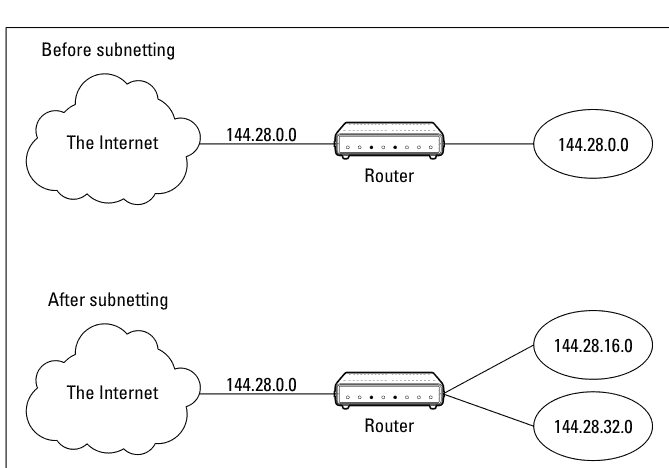 Before subnetting
The Internet
144.28.0.0
Router
144.28.0.0
After subnetting
The Internet
144.28.0.0
Router
144.28.16.0
144.28.32.0